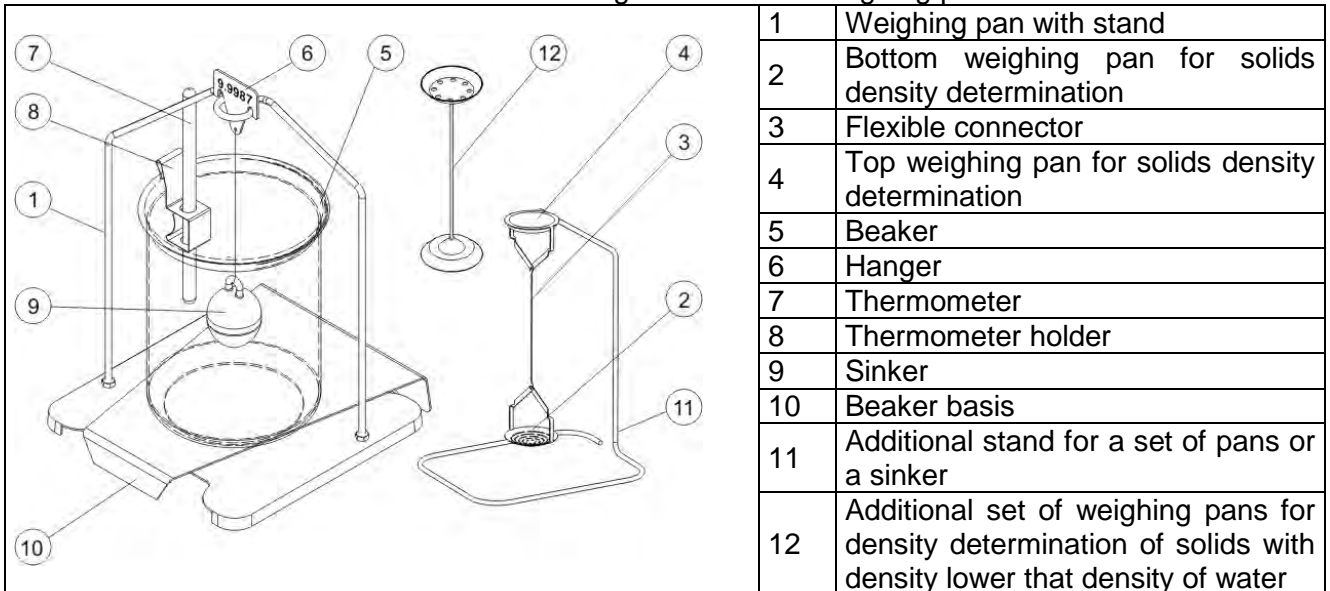 7
6
5
12
4
9.9987
8
3
1
9
2
11
10
1 Weighing pan with stand
2 Bottom weighing pan for solids
density determination
3 Flexible connector
4 Top weighing pan for solids density
determination
5 Beaker
6 Hanger
7 Thermometer
8 Thermometer holder
9 Sinker
10 Beaker basis
11 Additional stand for a set of pans or
a sinker
12 Additional set of weighing pans for
density determination of solids with
density lower that density of water